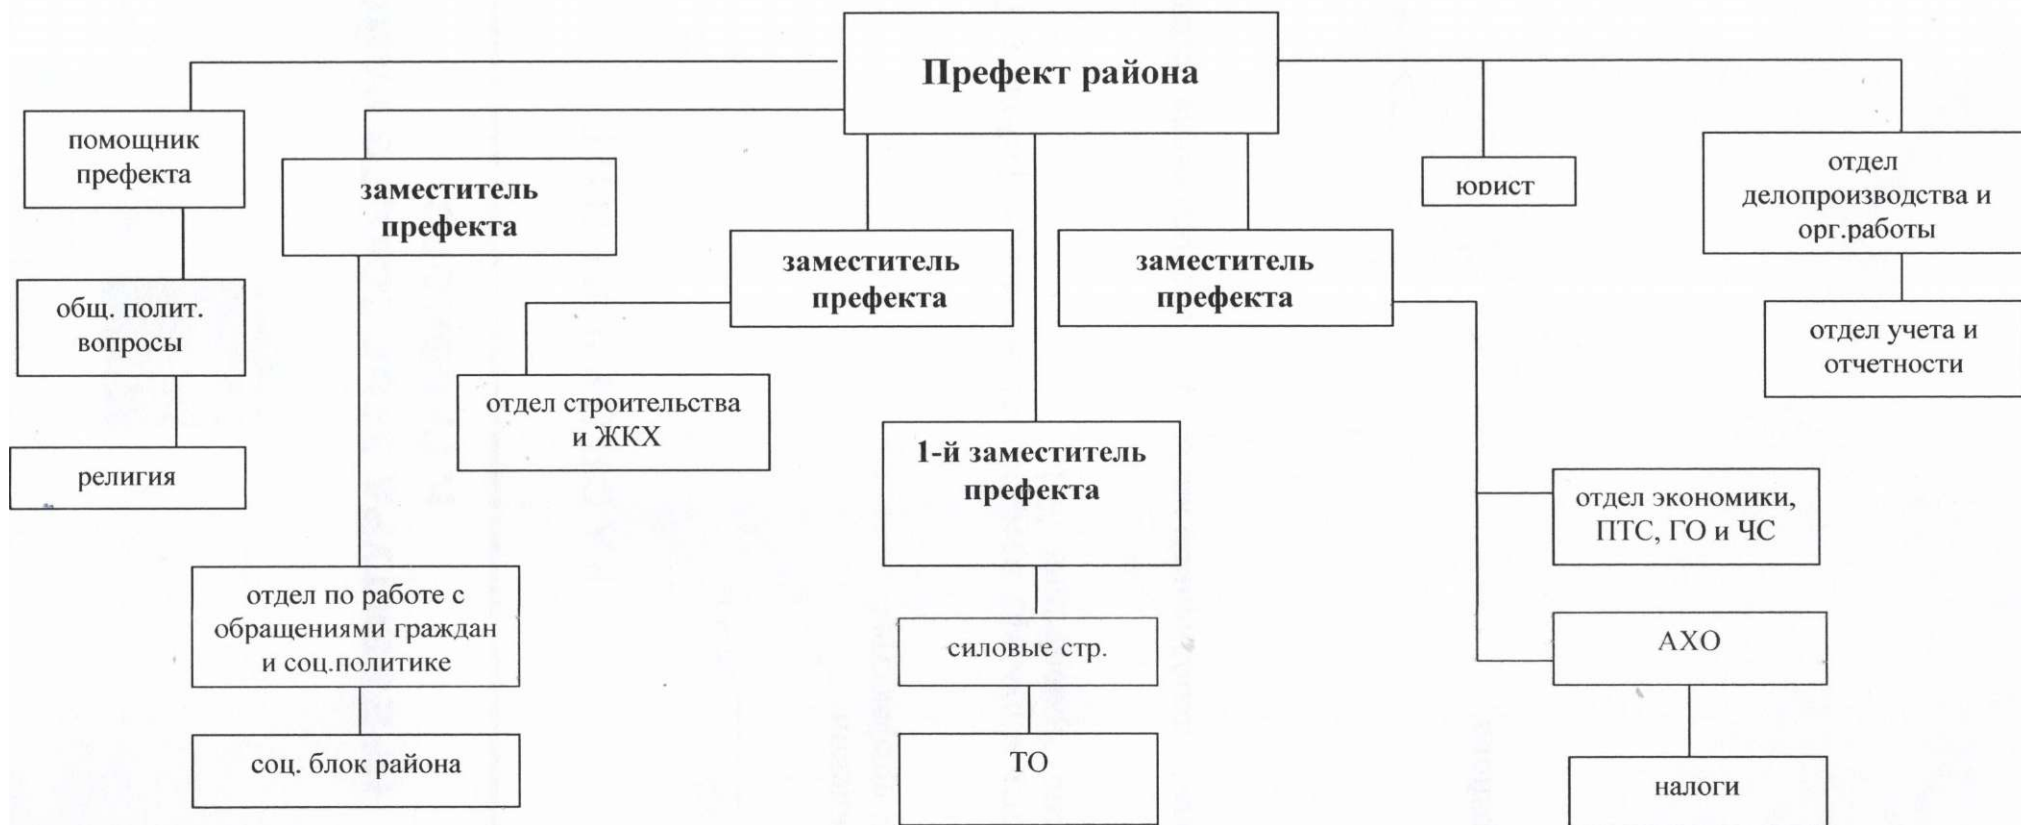 Префект района
помощник
префекта
заместитель
префекта
юрист
отдел
делопроизводства и
орг.работы
заместитель
префекта
заместитель
префекта
общ. полит.
вопросы
отдел учета и
отчетности
отдел строительства
и ЖКХ
1-й заместитель
префекта
религия
отдел экономики,
ПТС, ГО и ЧС
отдел по работе с
обращениями граждан
и соц.политике
силовые стр.
АХО
соц. блок района
ТО
налоги